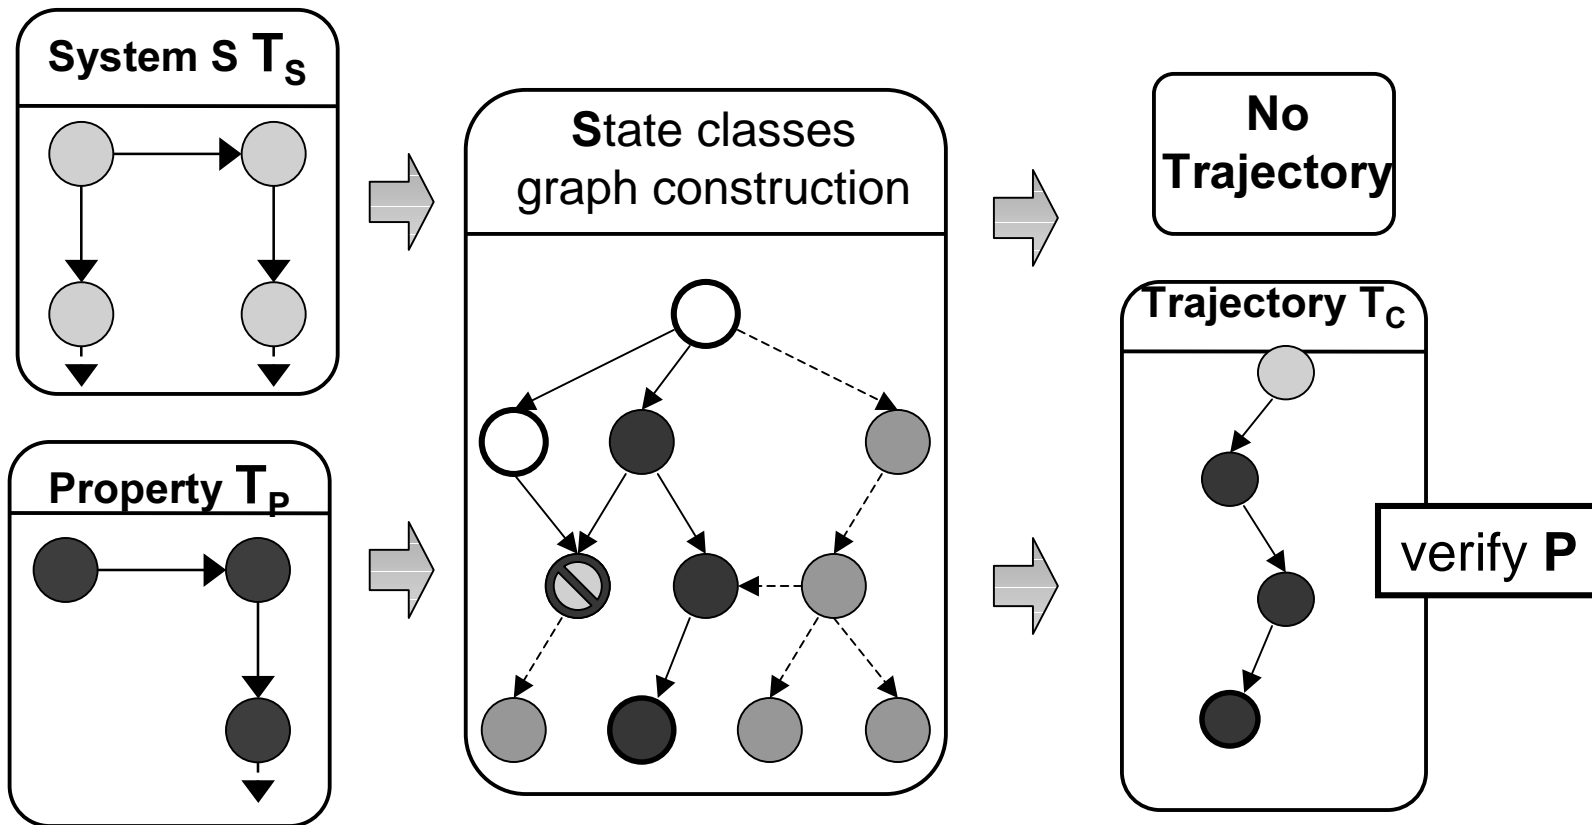 System S T_S
Property T_P
State classes
graph construction
No
Trajectory
Trajectory T_C
verify P